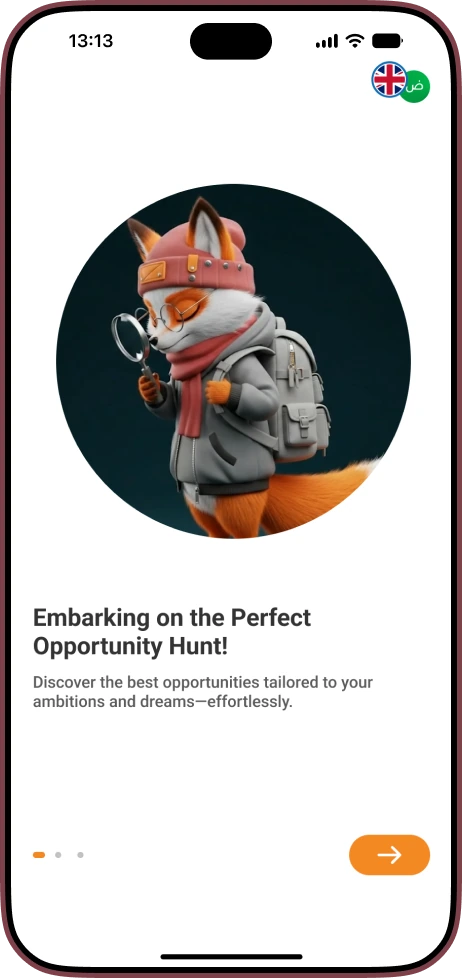 13:13
ض
Embarking on the Perfect
Opportunity Hunt!
Discover the best opportunities tailored to your
ambitions and dreams—effortlessly.